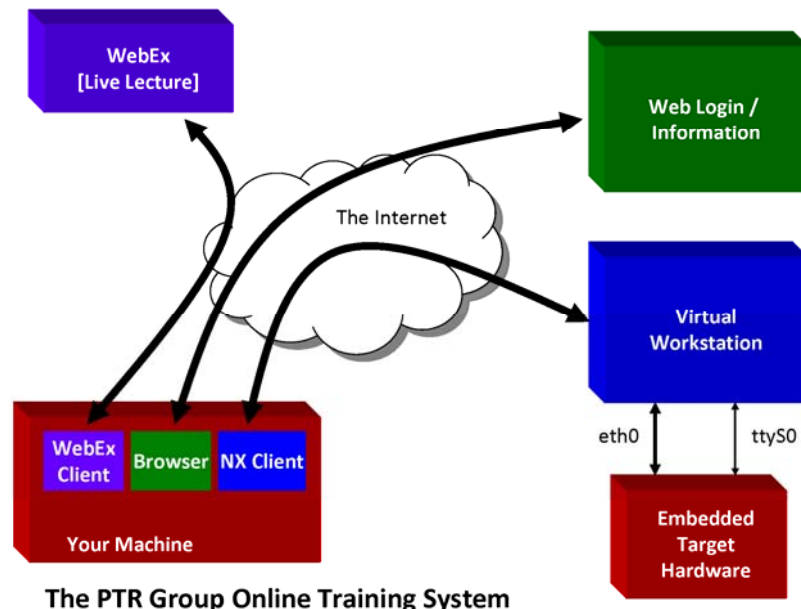 WebEx
[Live Lecture]
Web Login /
Information
The Internet
Virtual
Workstation
eth0
ttyS0
WebEx
Client
Browser
NX Client
Your Machine
Embedded
Target
Hardware
The PTR Group Online Training System